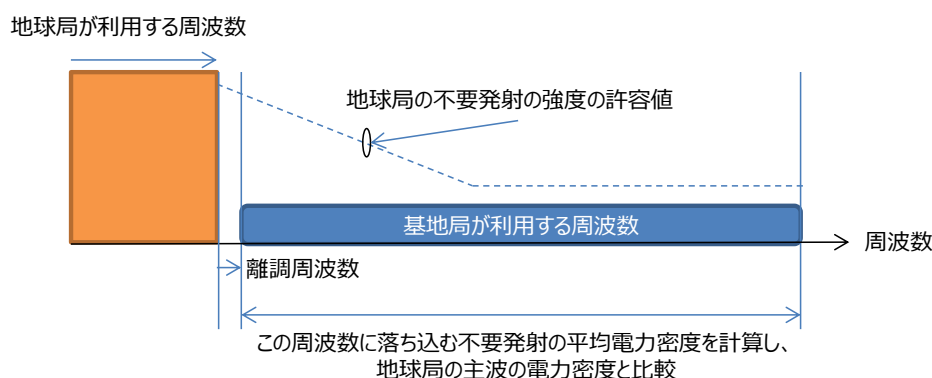 地球局が利用する周波数
地球局の不要発射の強度の許容値
基地局が利用する周波数
周波数
離調周波数
この周波数に落ち込む不要発射の平均電力密度を計算し、
地球局の主波の電力密度と比較